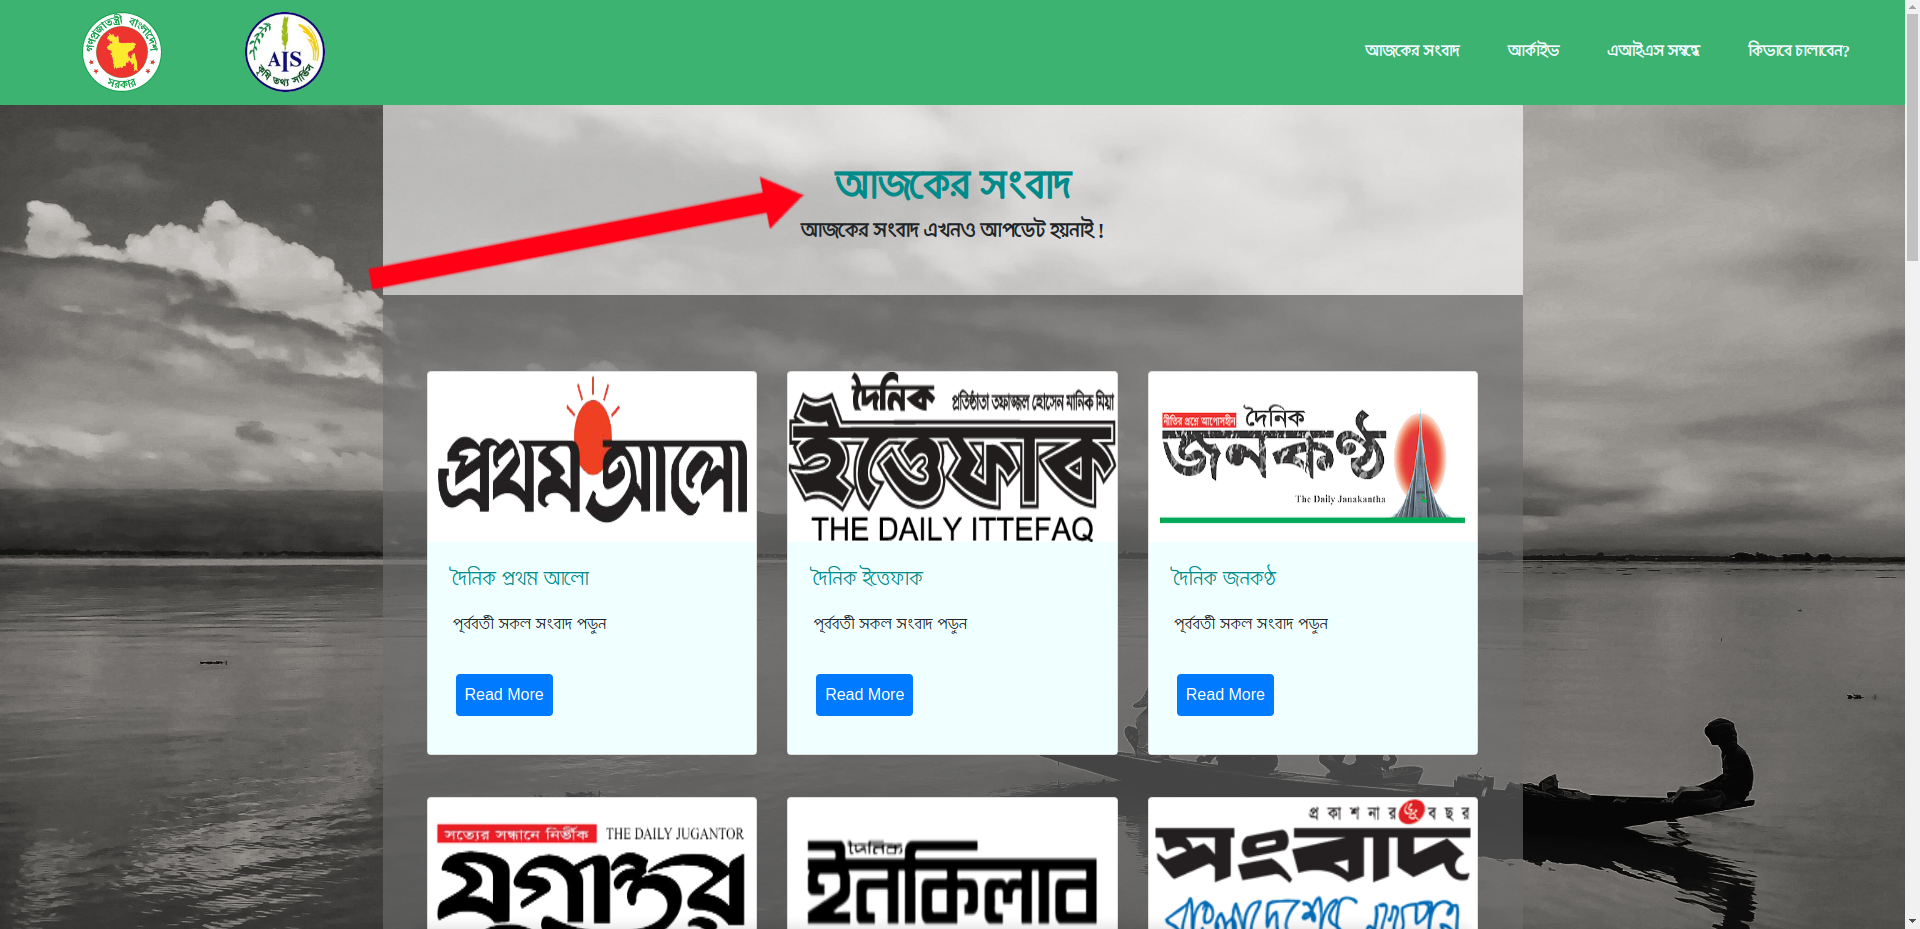 গণপ্রজাতন্ত্রী বাংলাদেশ
সরকার
AIS
কৃষি তথ্য সার্ভিস
আজকের সংবাদ
আর্কাইভ
এআইএস সম্বন্ধে
কিভাবে চালাবেন?
আজকের সংবাদ
আজকের সংবাদ এখনও আপডেট হয়নাই !
প্রথম আলো
দৈনিক প্রতিষ্ঠাতা তফাজ্জল হোসেন মানিক মিয়া
ইত্তেফাক
THE DAILY ITTEFAQ
নীতির প্রশ্নে আপোসহীন দৈনিক
জনকণ্ঠ
The Daily Janakantha
দৈনিক প্রথম আলো
দৈনিক ইত্তেফাক
দৈনিক জনকণ্ঠ
পূর্ববর্তী সকল সংবাদ পড়ুন
পূর্ববর্তী সকল সংবাদ পড়ুন
পূর্ববর্তী সকল সংবাদ পড়ুন
Read More
Read More
Read More
সত্যের সন্ধানে নির্ভীক THE DAILY JUGANTOR
যুগান্তর
দৈনিক
ইনকিলাব
প্রকাশনার বছর
সংবাদ